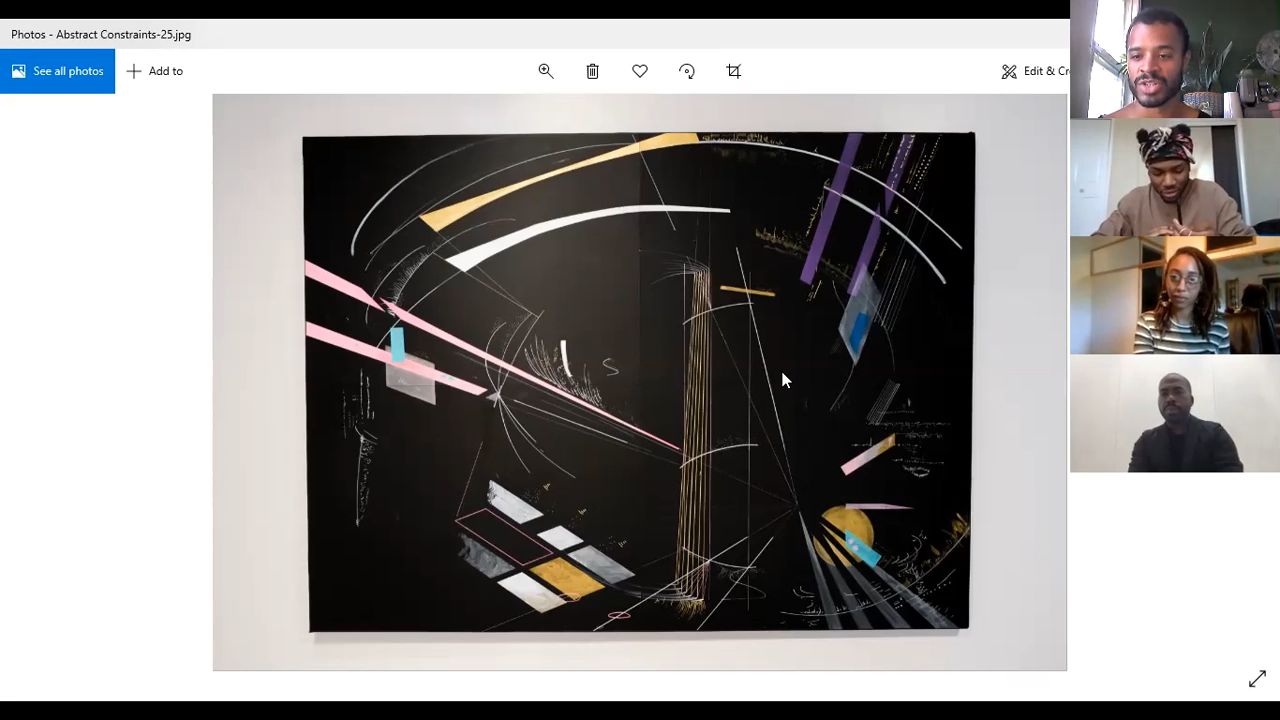 Photos - Abstract Constraints-25.jpg
See all photos
Add to
Edit & Cr